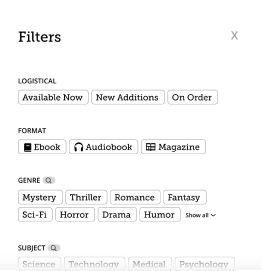 Filters X
LOGISTICAL
Available Now New Additions On Order
FORMAT
Ebook Audiobook Magazine
GENRE
Mystery Thriller Romance Fantasy
Sci-Fi Horror Drama Humor Show all
SUBJECT
Science Technology Medical Psychology